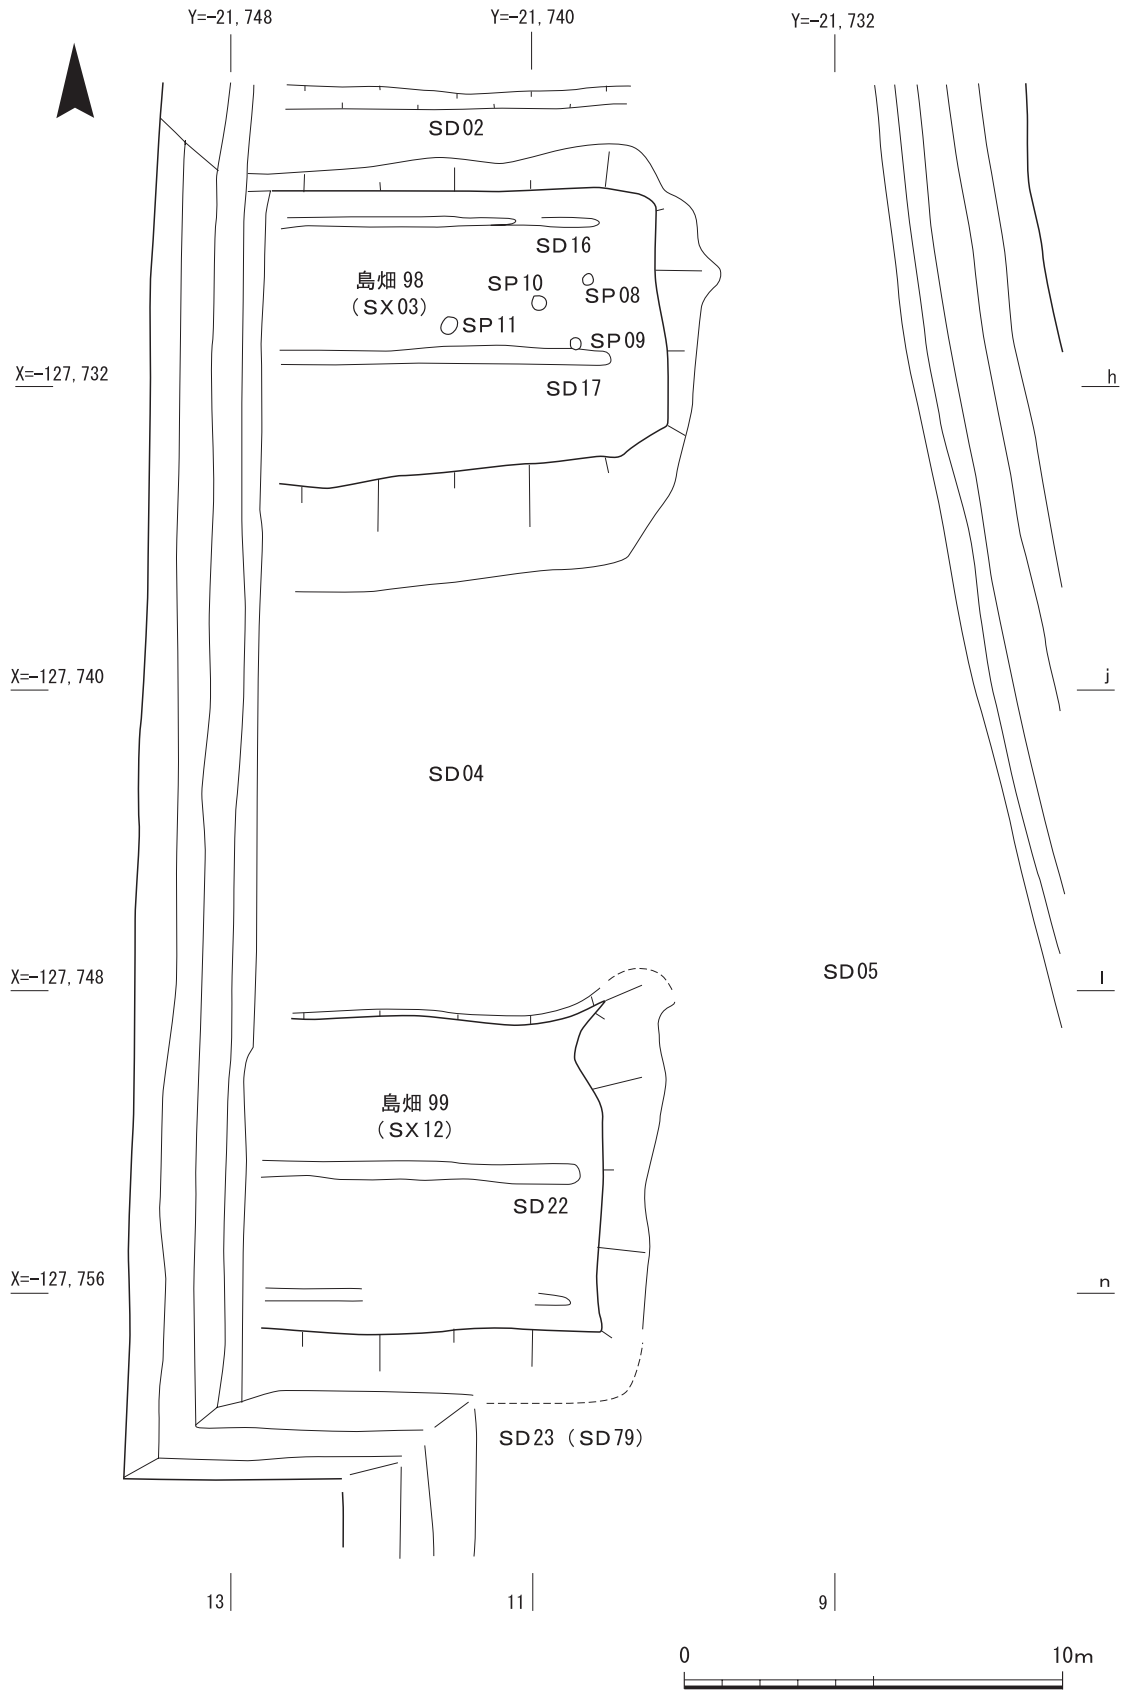 Y=-21,748
Y=-21,740
Y=-21,732
SD02
SD16
島畑 98
(SX03)
SP10
SP08
SP11
SP09
X=-127,732
h
SD17
X=-127,740
j
SD04
X=-127,748
SD05
l
島畑 99
(SX12)
SD22
X=-127,756
n
SD23 (SD79)
13
11
9
0
10m